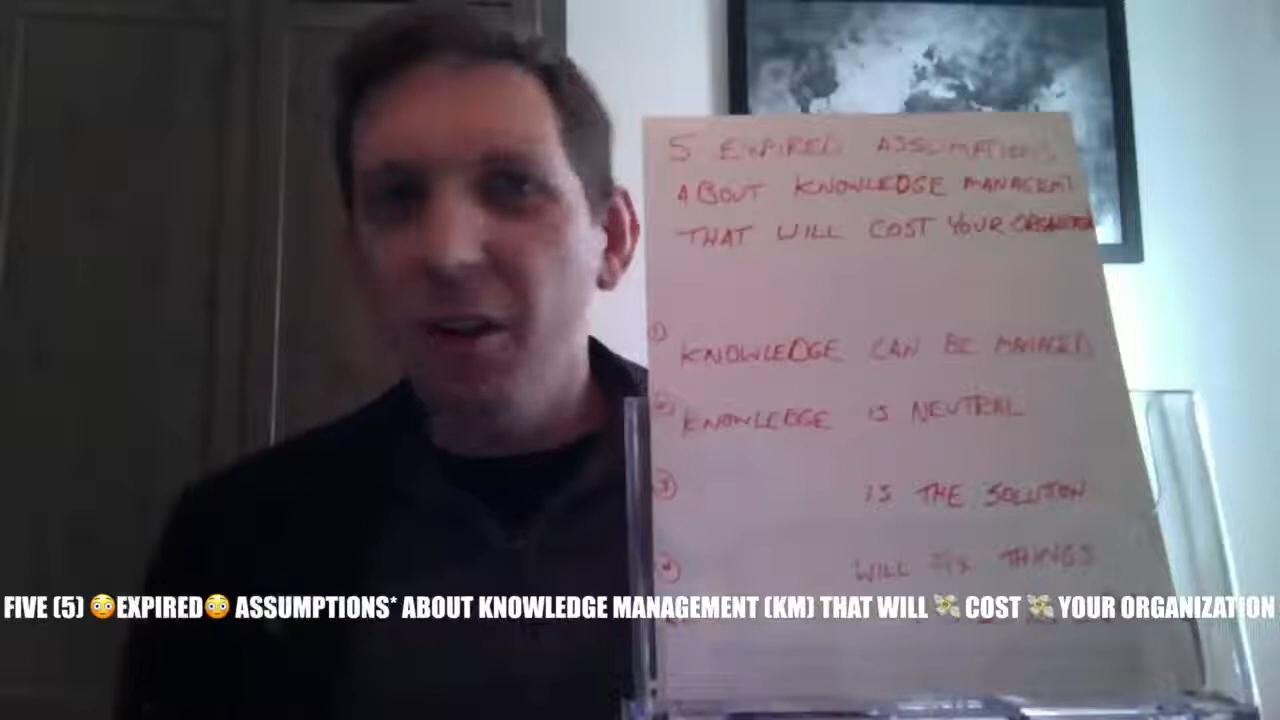 5 EXPIRED ASSUMPTIONS
ABOUT KNOWLEDGE MANAGEMT
THAT WILL COST YOUR ORGANIZATION
1 KNOWLEDGE CAN BE MANAGED
2 KNOWLEDGE IS NEUTRAL
3 IS THE SOLUTION
4 WILL FIX THINGS
FIVE (5) 😳EXPIRED😳 ASSUMPTIONS* ABOUT KNOWLEDGE MANAGEMENT (KM) THAT WILL 💸 COST 💸 YOUR ORGANIZATION